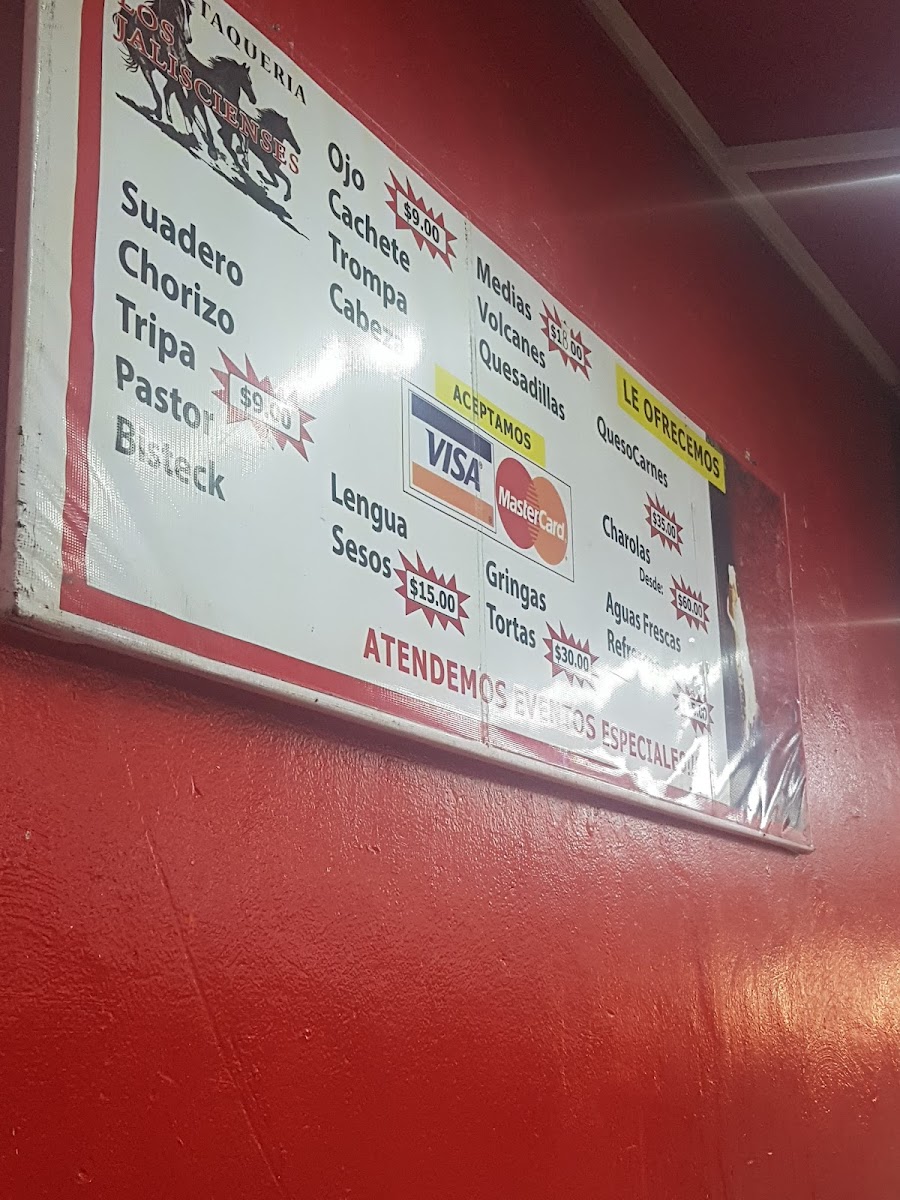 TAQUERIA
LOS
JALISCIENSES
Suadero
Chorizo
Tripa
Pastor
Bisteck
$9.00
Ojo
Cachete
Trompa
Cabeza
$9.00
Lengua
Sesos
$15.00
Medias
Volcanes
Quesadillas
$18.00
ACEPTAMOS
VISA
MasterCard
Gringas
Tortas
$30.00
LE OFRECEMOS
QuesoCarnes
$35.00
Charolas
Desde:
$60.00
Aguas Frescas
ATENDEMOS EVENTOS ESPECIALES